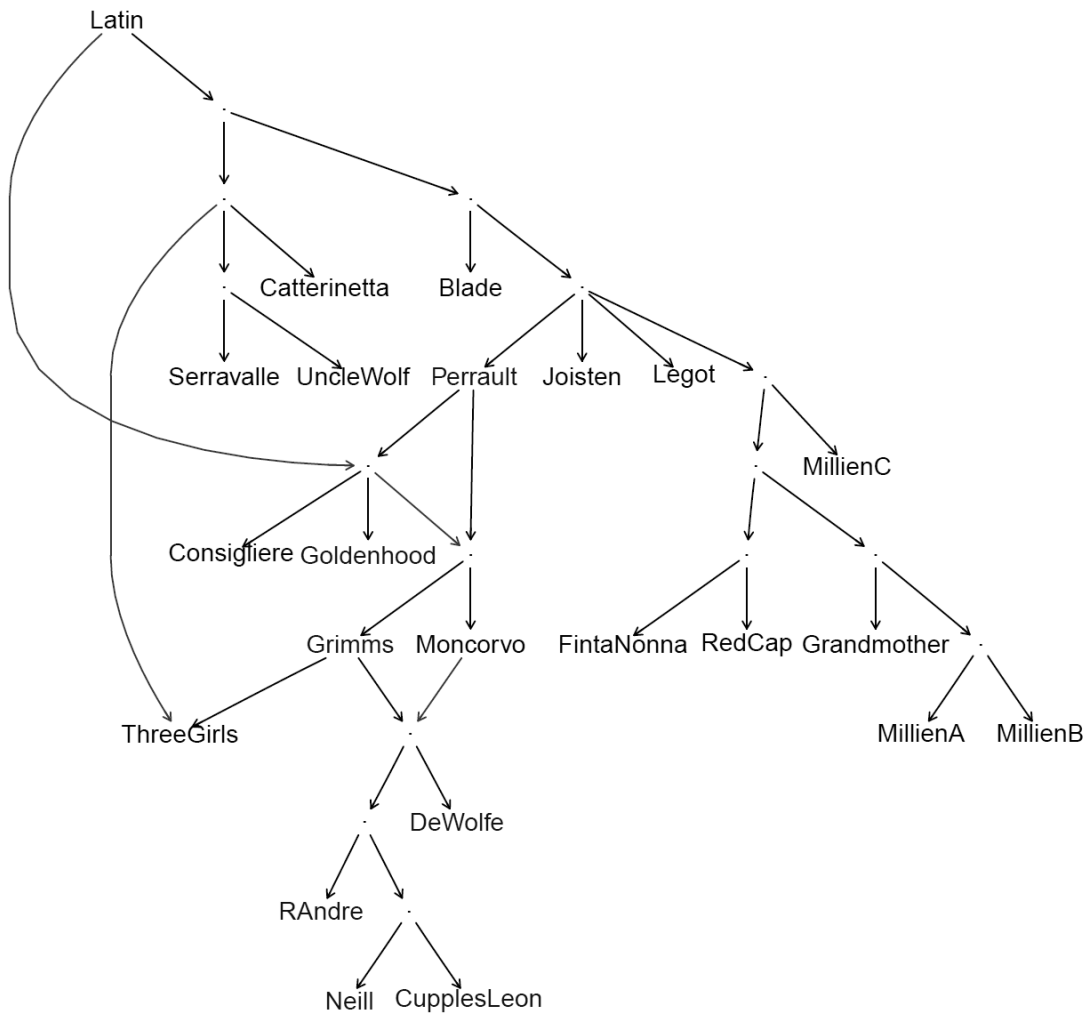 Latin
Catterinetta
Blade
Serravalle
UncleWolf
Perrault
Joisten
Legot
MillienC
Consigliere
Goldenhood
Grimms
Moncorvo
FintaNonna
RedCap
Grandmother
ThreeGirls
MillienA
MillienB
DeWolfe
RAndre
Neill
CupplesLeon